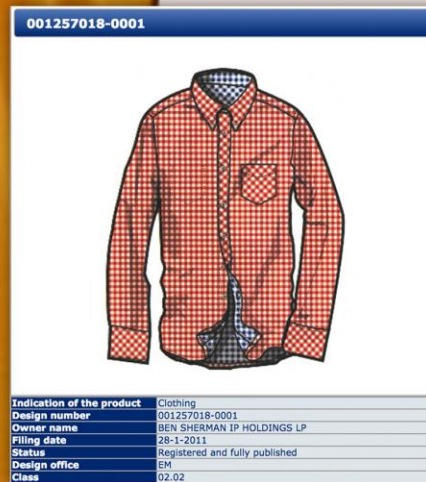 001257018-0001
Indication of the product Clothing
Design number 001257018-0001
Owner name BEN SHERMAN IP HOLDINGS LP
Filing date 28-1-2011
Status Registered and fully published
Design office EM
Class 02.02